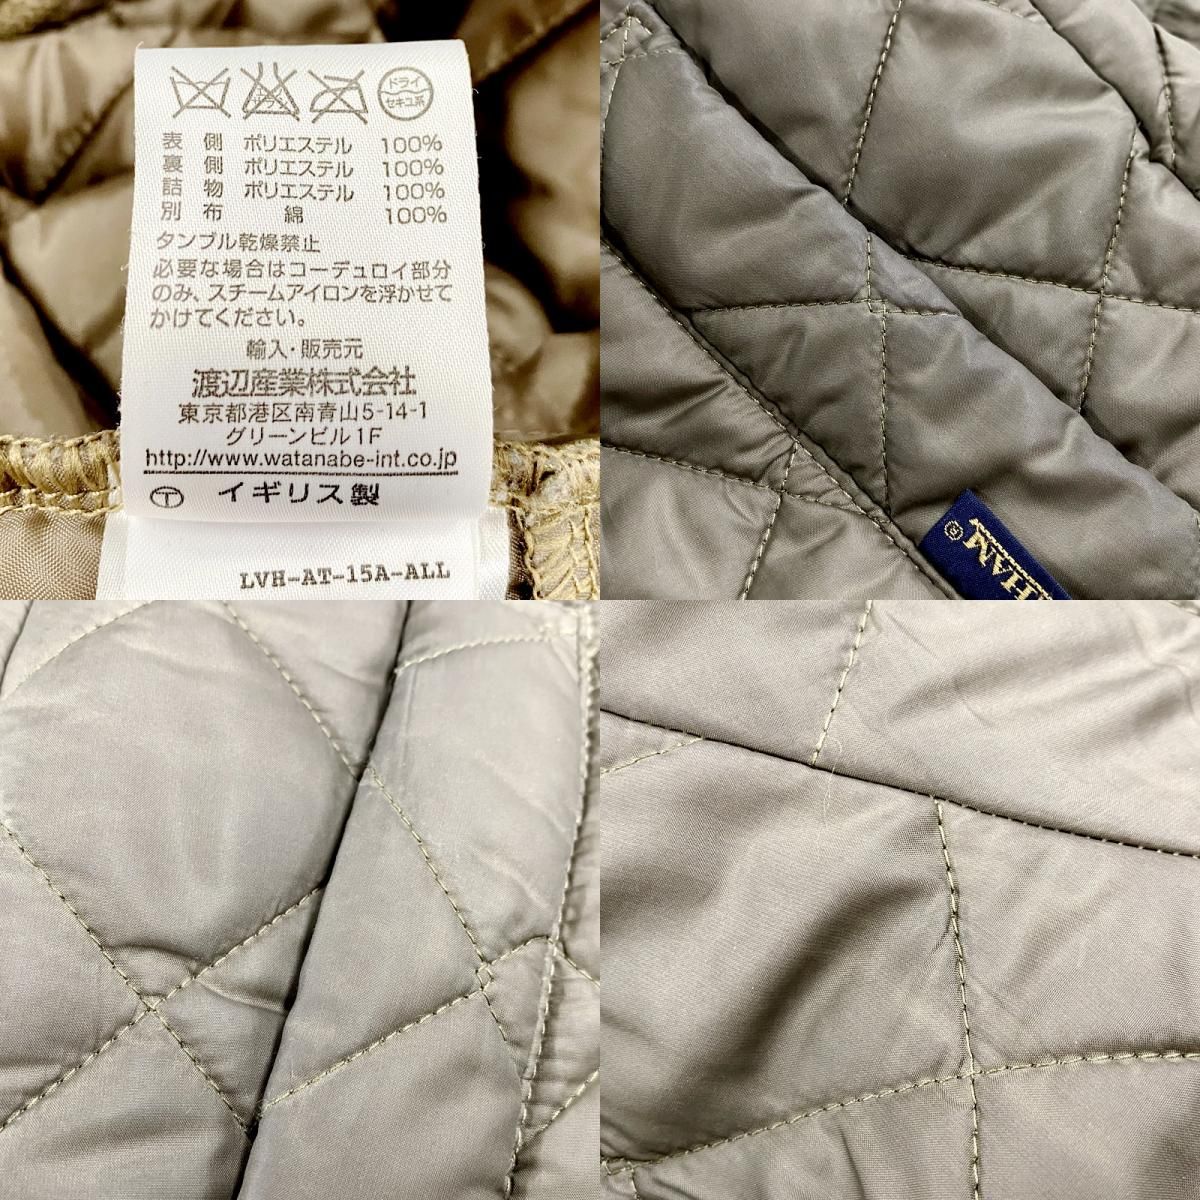 ドライ
セキユ系
表 側 ポリエステル 100%
裏 側 ポリエステル 100%
詰 物 ポリエステル 100%
別 布 綿 100%
タンブル乾燥禁止
必要な場合はコーデュロイ部分
のみ、スチームアイロンを浮かせて
かけてください。
輸入・販売元
渡辺産業株式会社
東京都港区南青山5-14-1
グリーンビル1F
http://www.watanabe-int.co.jp
Ⓣ イギリス製
LVH-AT-15A-ALL
HAM®